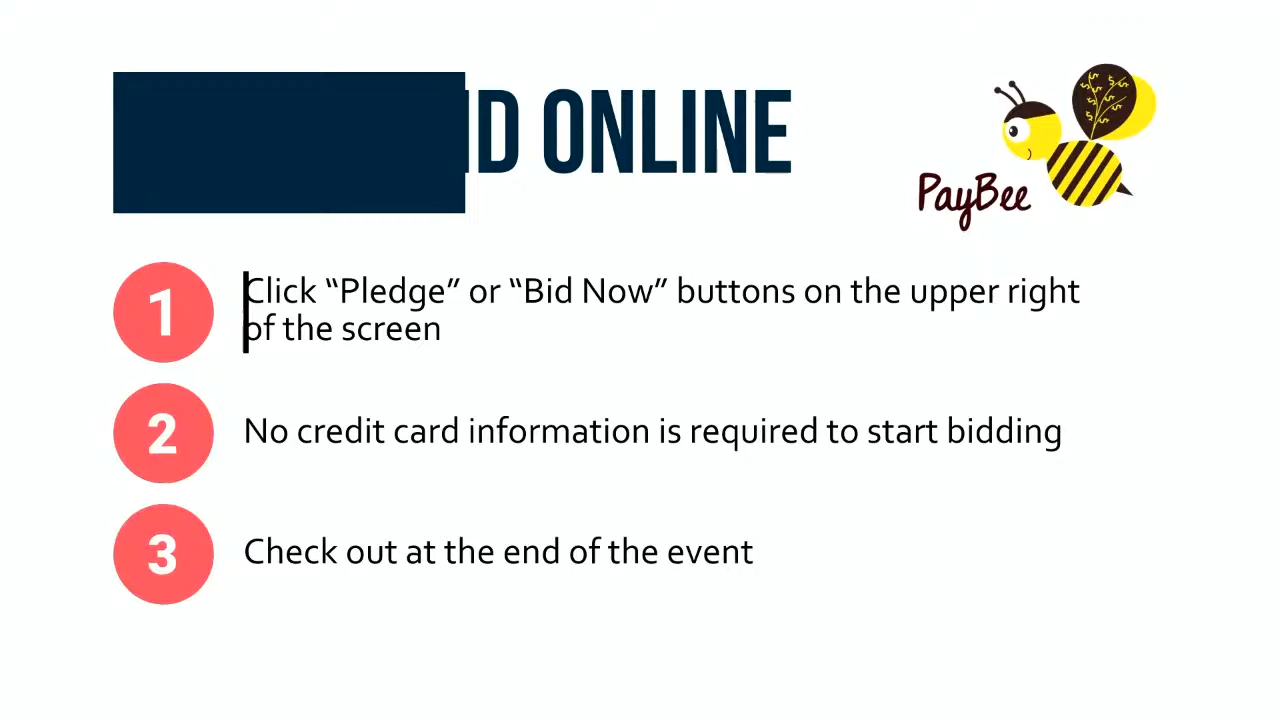 ONLINE
PayBee
1
Click “Pledge” or “Bid Now” buttons on the upper right
of the screen
2
No credit card information is required to start bidding
3
Check out at the end of the event